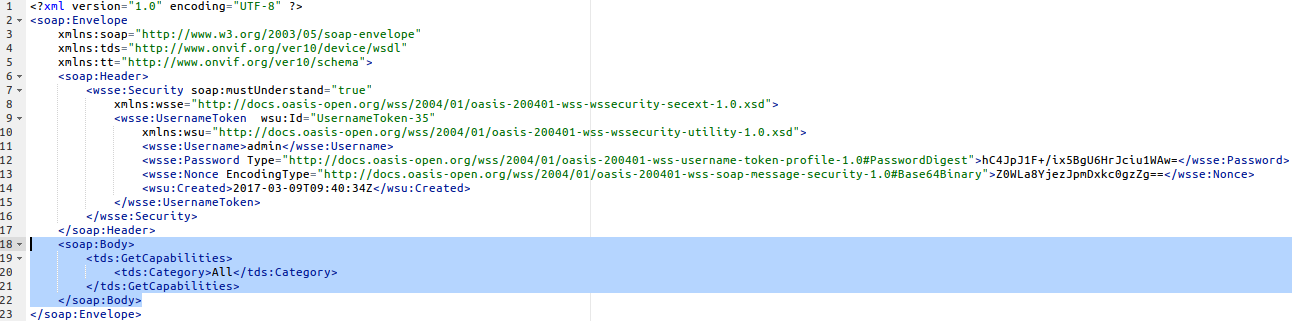 1 <?xml version="1.0" encoding="UTF-8" ?>
2 <soap:Envelope
3 xmlns:soap="http://www.w3.org/2003/05/soap-envelope"
4 xmlns:tds="http://www.onvif.org/ver10/device/wsdl"
5 xmlns:tt="http://www.onvif.org/ver10/schema">
6 <soap:Header>
7 <wsse:Security soap:mustUnderstand="true"
8 xmlns:wsse="http://docs.oasis-open.org/wss/2004/01/oasis-200401-wss-wssecurity-secext-1.0.xsd">
9 <wsse:UsernameToken  wsu:Id="UsernameToken-35"
10 xmlns:wsu="http://docs.oasis-open.org/wss/2004/01/oasis-200401-wss-wssecurity-utility-1.0.xsd">
11 <wsse:Username>admin</wsse:Username>
12 <wsse:Password Type="http://docs.oasis-open.org/wss/2004/01/oasis-200401-wss-username-token-profile-1.0#PasswordDigest">hC4JpJ1F+/ix5BgU6HrJciu1WAw=</wsse:Password>
13 <wsse:Nonce EncodingType="http://docs.oasis-open.org/wss/2004/01/oasis-200401-wss-soap-message-security-1.0#Base64Binary">Z0WLa8YjezJpmDxkc0gzZg==</wsse:Nonce>
14 <wsu:Created>2017-03-09T09:40:34Z</wsu:Created>
15 </wsse:UsernameToken>
16 </wsse:Security>
17 </soap:Header>
18 <soap:Body>
19 <tds:GetCapabilities>
20 <tds:Category>All</tds:Category>
21 </tds:GetCapabilities>
22 </soap:Body>
23 </soap:Envelope>